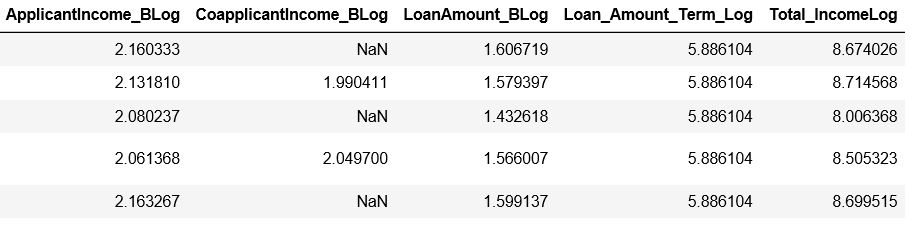 ApplicantIncome_BLog CoapplicantIncome_BLog LoanAmount_BLog Loan_Amount_Term_Log Total_IncomeLog
2.160333 NaN 1.606719 5.886104 8.674026
2.131810 1.990411 1.579397 5.886104 8.714568
2.080237 NaN 1.432618 5.886104 8.006368
2.061368 2.049700 1.566007 5.886104 8.505323
2.163267 NaN 1.599137 5.886104 8.699515